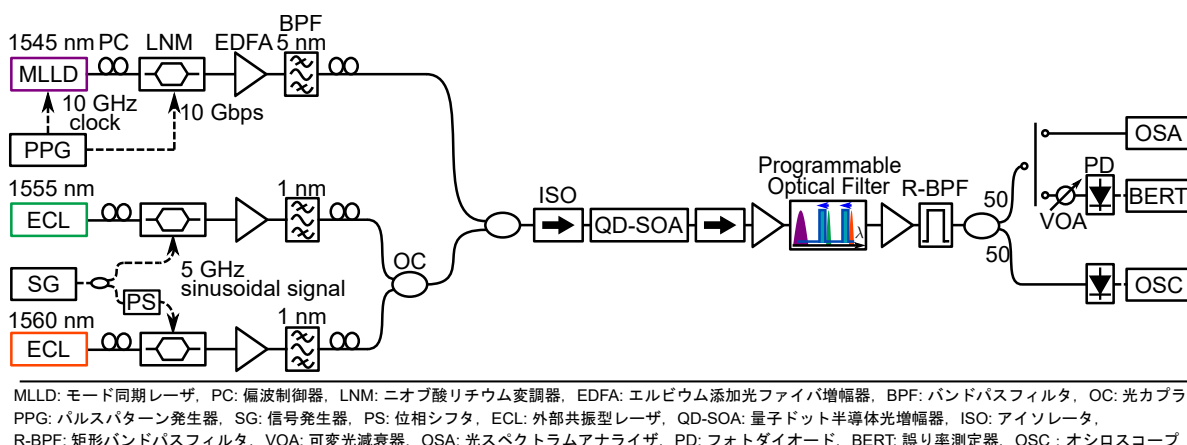 1545 nm PC LNM EDFA BPF
5 nm
MLLD
10 GHz
clock
10 Gbps
PPG
1555 nm
1 nm
ECL
SG
PS
5 GHz
sinusoidal signal
OC
1560 nm
1 nm
ECL
ISO
QD-SOA
Programmable
Optical Filter
λ
R-BPF
50
50
OSA
PD
VOA
BERT
OSC
MLLD: モード同期レーザ, PC: 偏波制御器, LNM: ニオブ酸リチウム変調器, EDFA: エルビウム添加光ファイバ増幅器, BPF: バンドパスフィルタ, OC: 光カプラ
PPG: パルスパターン発生器, SG: 信号発生器, PS: 位相シフタ, ECL: 外部共振型レーザ, QD-SOA: 量子ドット半導体光増幅器, ISO: アイソレータ,
R-BPF: 矩形バンドパスフィルタ, VOA: 可変光減衰器, OSA: 光スペクトラムアナライザ, PD: フォトダイオード, BERT: 誤り率測定器, OSC : オシロスコープ